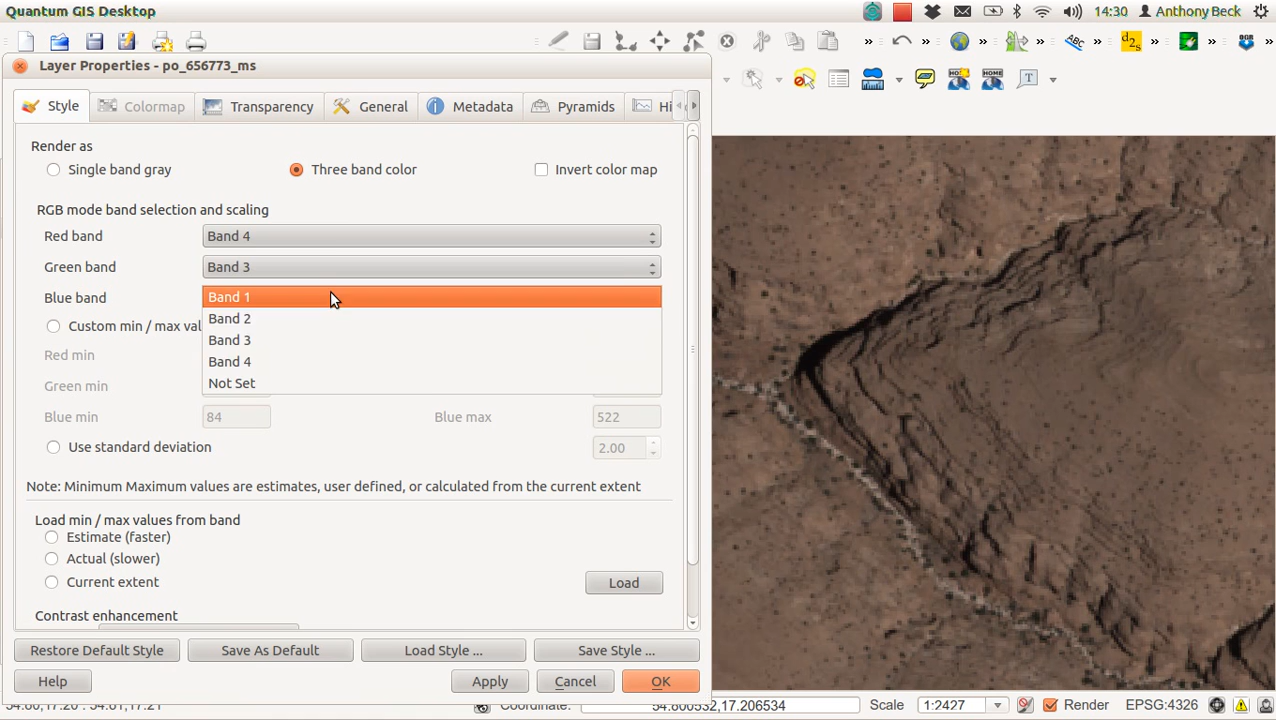 Quantum GIS Desktop
14:30 Anthony Beck
Layer Properties - po_656773_ms
Style Colormap Transparency General Metadata Pyramids Hi
Render as
Single band gray Three band color Invert color map
RGB mode band selection and scaling
Red band Band 4
Green band Band 3
Blue band Band 1
Band 2
Band 3
Band 4
Not Set
Custom min / max val
Red min
Green min
Blue min 84 Blue max 522
Use standard deviation 2.00
Note: Minimum Maximum values are estimates, user defined, or calculated from the current extent
Load min / max values from band
Estimate (faster)
Actual (slower)
Current extent Load
Contrast enhancement
Restore Default Style Save As Default Load Style ... Save Style ...
Help Apply Cancel OK
Coordinate: 54.800532,17.206534 Scale 1:2427 Render EPSG:4326